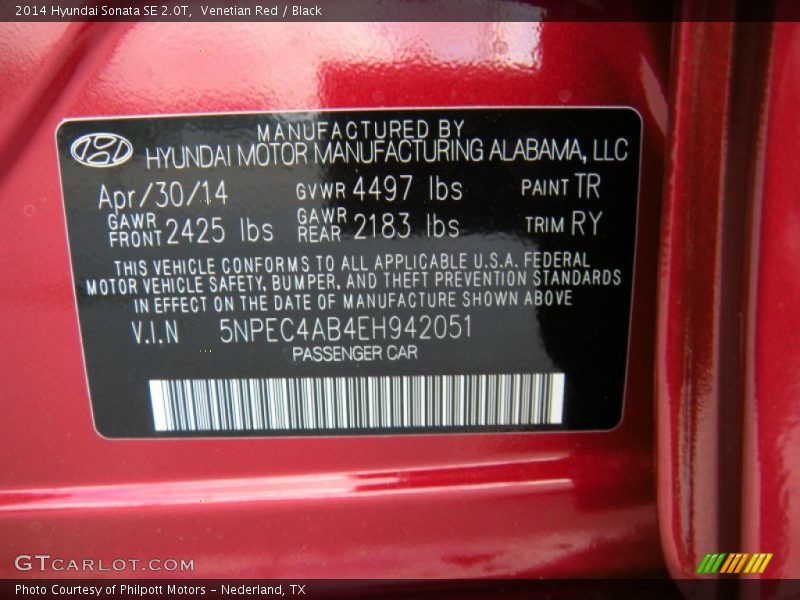 2014 Hyundai Sonata SE 2.0T,  Venetian Red / Black
MANUFACTURED BY
HYUNDAI MOTOR MANUFACTURING ALABAMA, LLC
Apr/30/14 GVWR 4497 lbs PAINT TR
GAWR FRONT 2425 lbs GAWR REAR 2183 lbs TRIM RY
THIS VEHICLE CONFORMS TO ALL APPLICABLE U.S.A. FEDERAL
MOTOR VEHICLE SAFETY, BUMPER, AND THEFT PREVENTION STANDARDS
IN EFFECT ON THE DATE OF MANUFACTURE SHOWN ABOVE
V.I.N 5NPEC4AB4EH942051
PASSENGER CAR
GTCARLOT.COM
Photo Courtesy of Philpott Motors - Nederland, TX